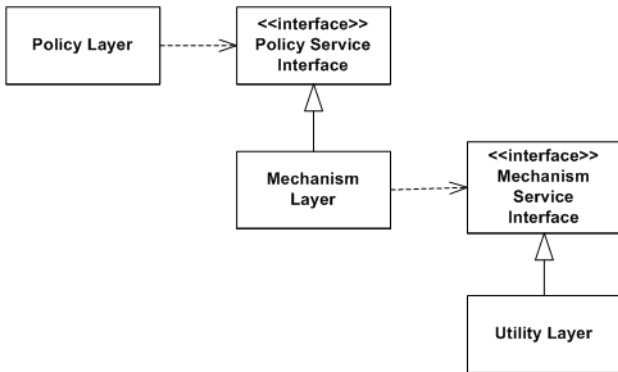 Policy Layer
<<interface>>
Policy Service
Interface
Mechanism
Layer
<<interface>>
Mechanism
Service
Interface
Utility Layer